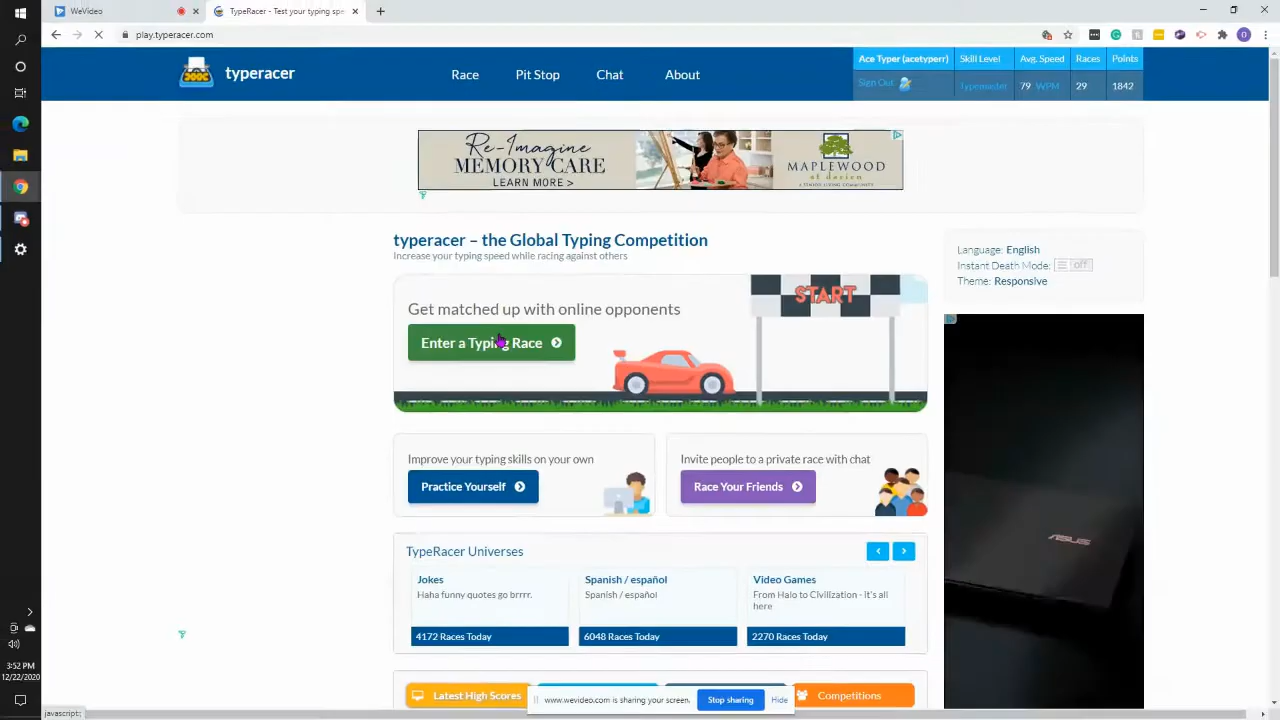 WeVideo
TypeRacer - Test your typing spe
play.typeracer.com
typeracer
Race
Pit Stop
Chat
About
Ace Typer (acetyperr)
Skill Level
Avg. Speed
Races
Points
Sign Out
Typemaster
79 WPM
29
1842
Re-Imagine
MEMORY CARE
LEARN MORE >
MAPLEWOOD
at darien
typeracer – the Global Typing Competition
Increase your typing speed while racing against others
Language: English
Instant Death Mode: off
Theme: Responsive
Get matched up with online opponents
START
Enter a Typing Race
Improve your typing skills on your own
Practice Yourself
Invite people to a private race with chat
Race Your Friends
ASUS
TypeRacer Universes
Jokes
Haha funny quotes go brrrr.
4172 Races Today
Spanish / español
Spanish / español
6048 Races Today
Video Games
From Halo to Civilization - it's all
here
2270 Races Today
Latest High Scores
Competitions
www.wevideo.com is sharing your screen.
Stop sharing
Hide
3:52 PM
12/22/2020
javascript:;